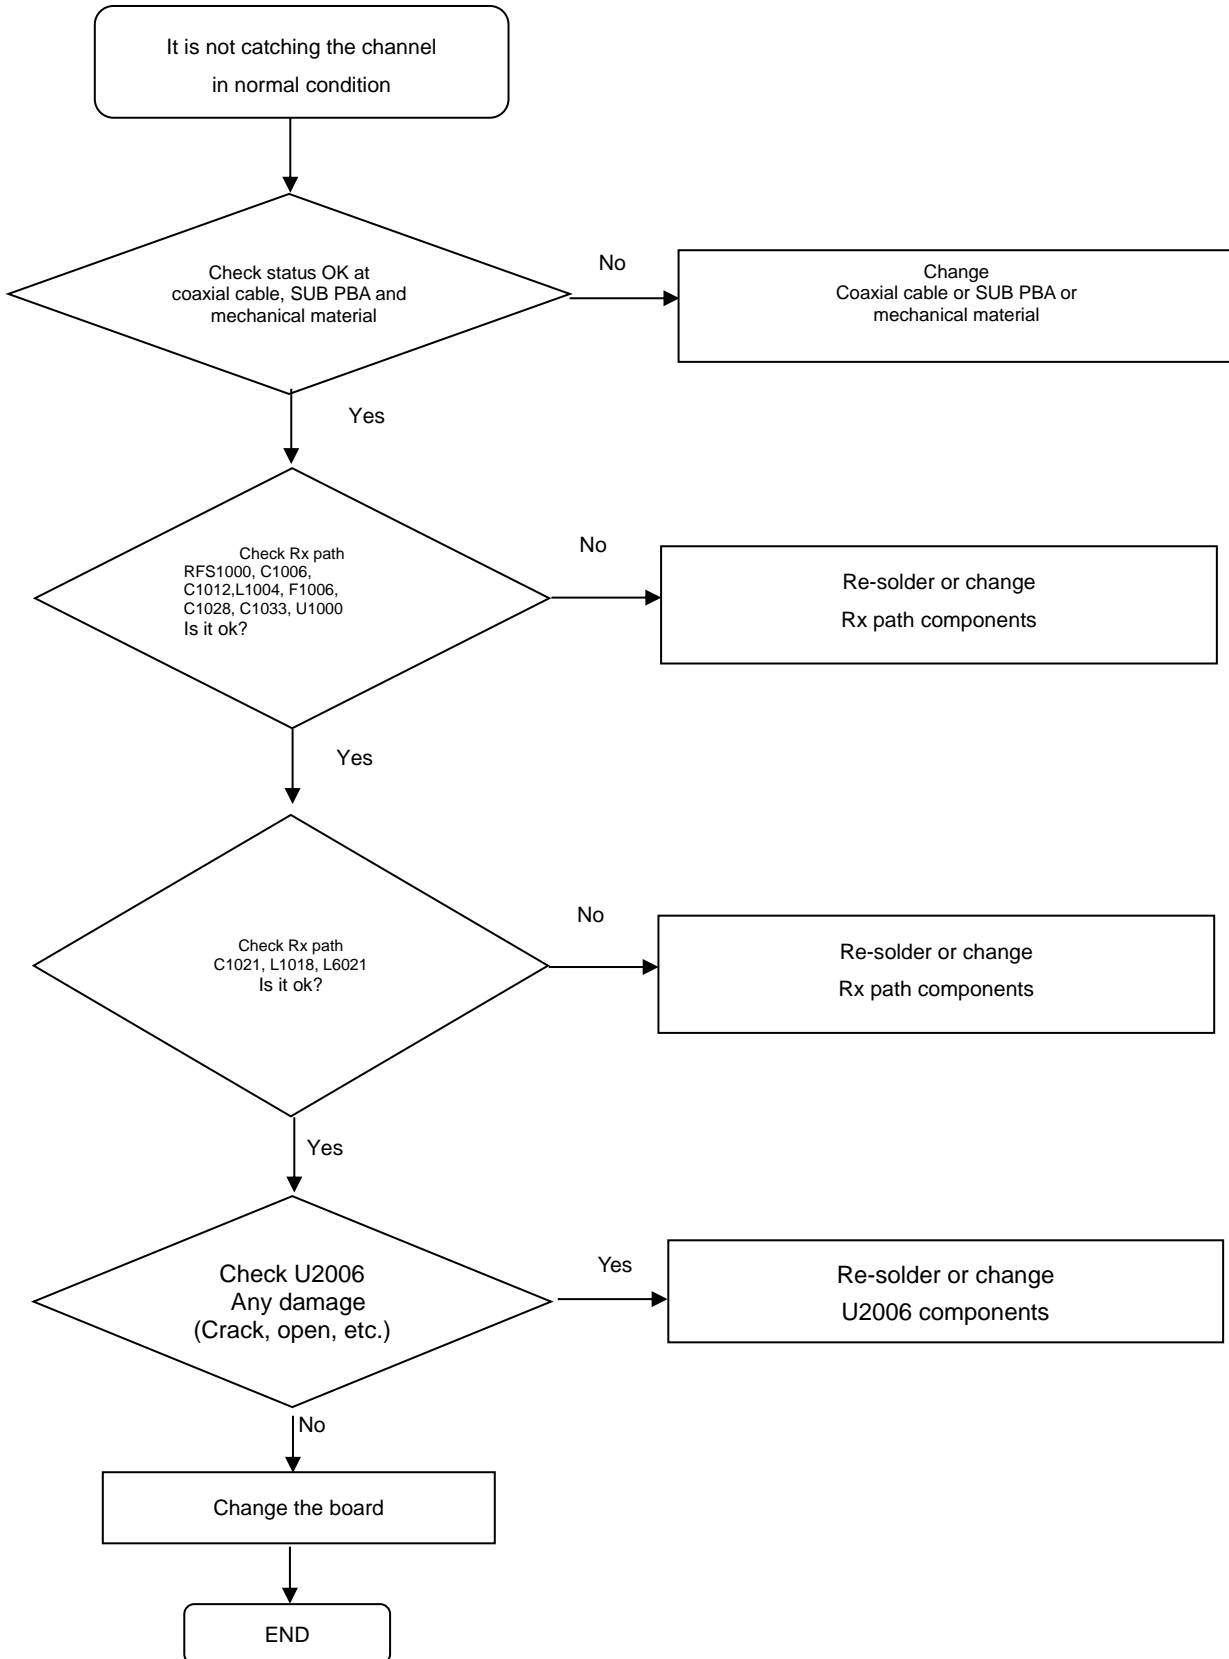 It is not catching the channel
in normal condition
Check status OK at
coaxial cable, SUB PBA and
mechanical material
No
Change
Coaxial cable or SUB PBA or
mechanical material
Yes
Check Rx path
RFS1000, C1006,
C1012,L1004, F1006,
C1028, C1033, U1000
Is it ok?
No
Re-solder or change
Rx path components
Yes
Check Rx path
C1021, L1018, L6021
Is it ok?
No
Re-solder or change
Rx path components
Yes
Check U2006
Any damage
(Crack, open, etc.)
Yes
Re-solder or change
U2006 components
No
Change the board
END